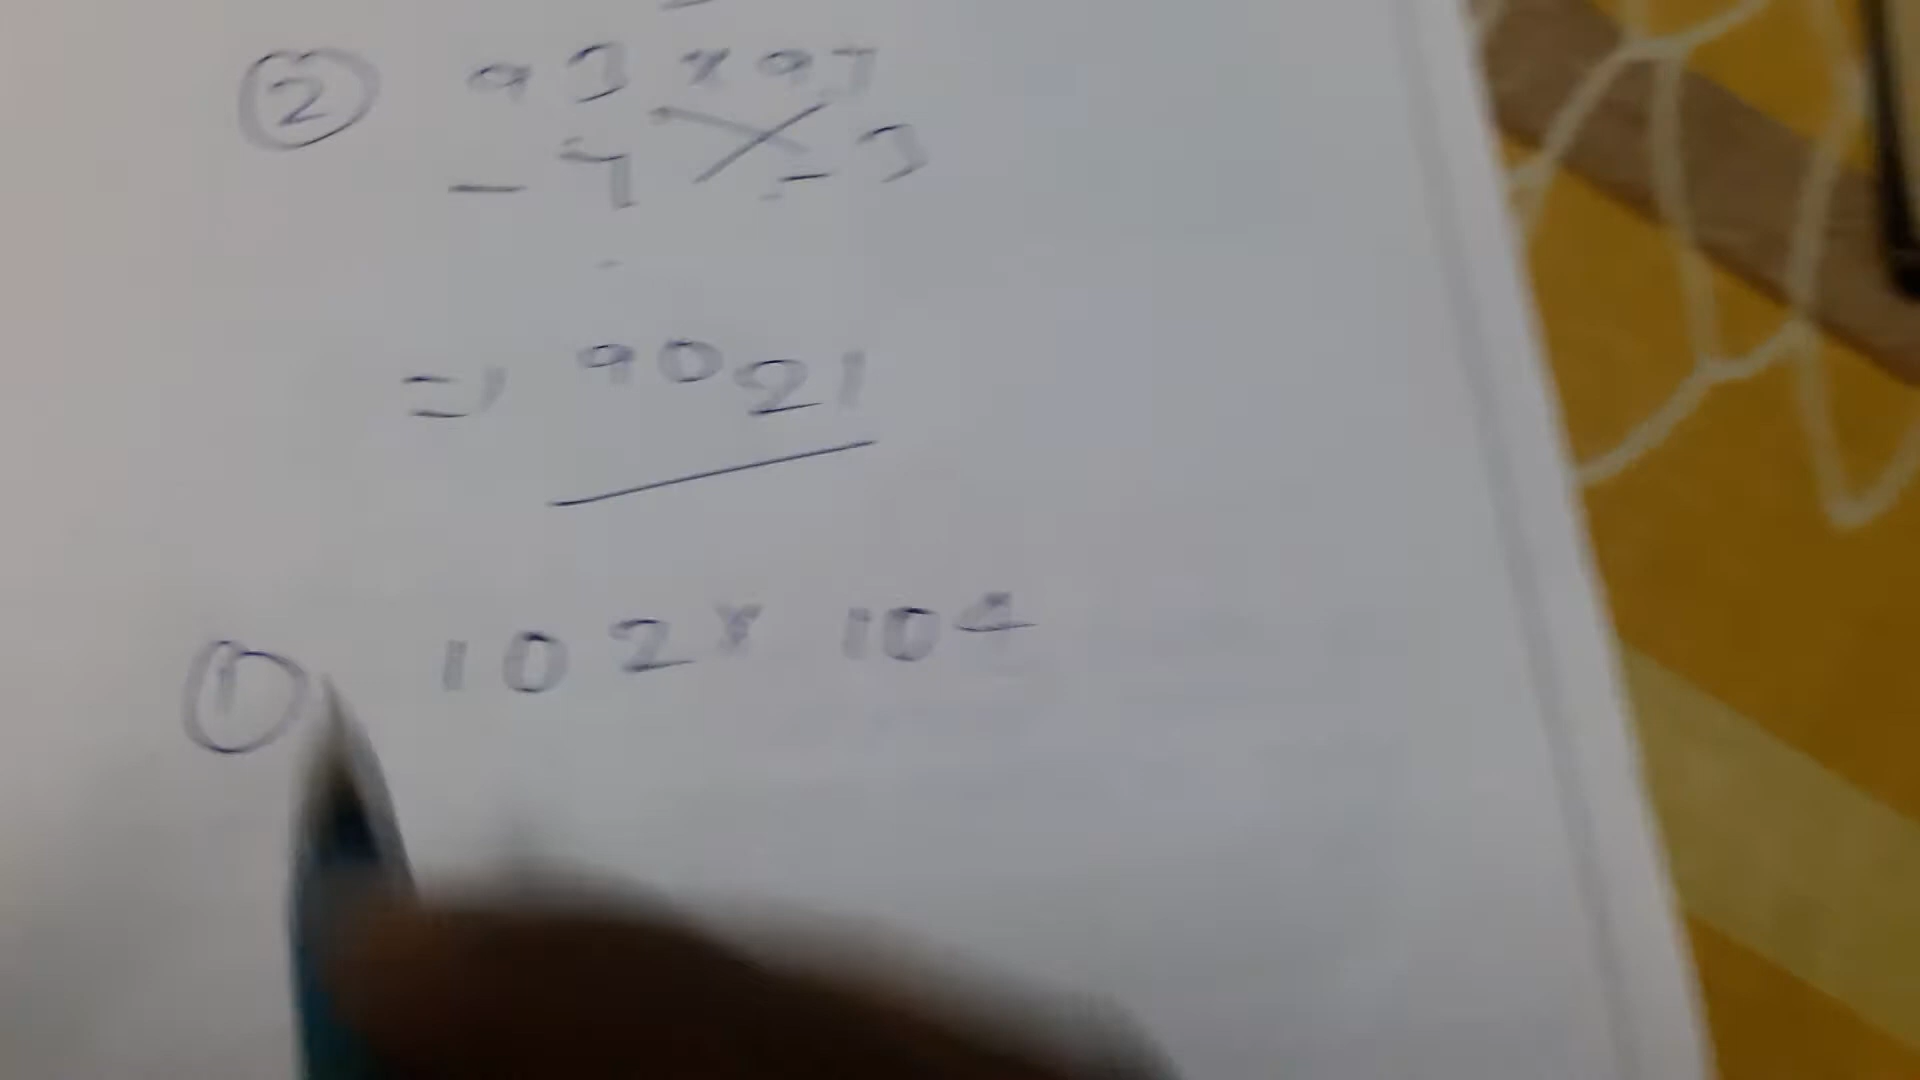 ② 93 × 97
- 7 - 3
=> 9021
① 102 × 104